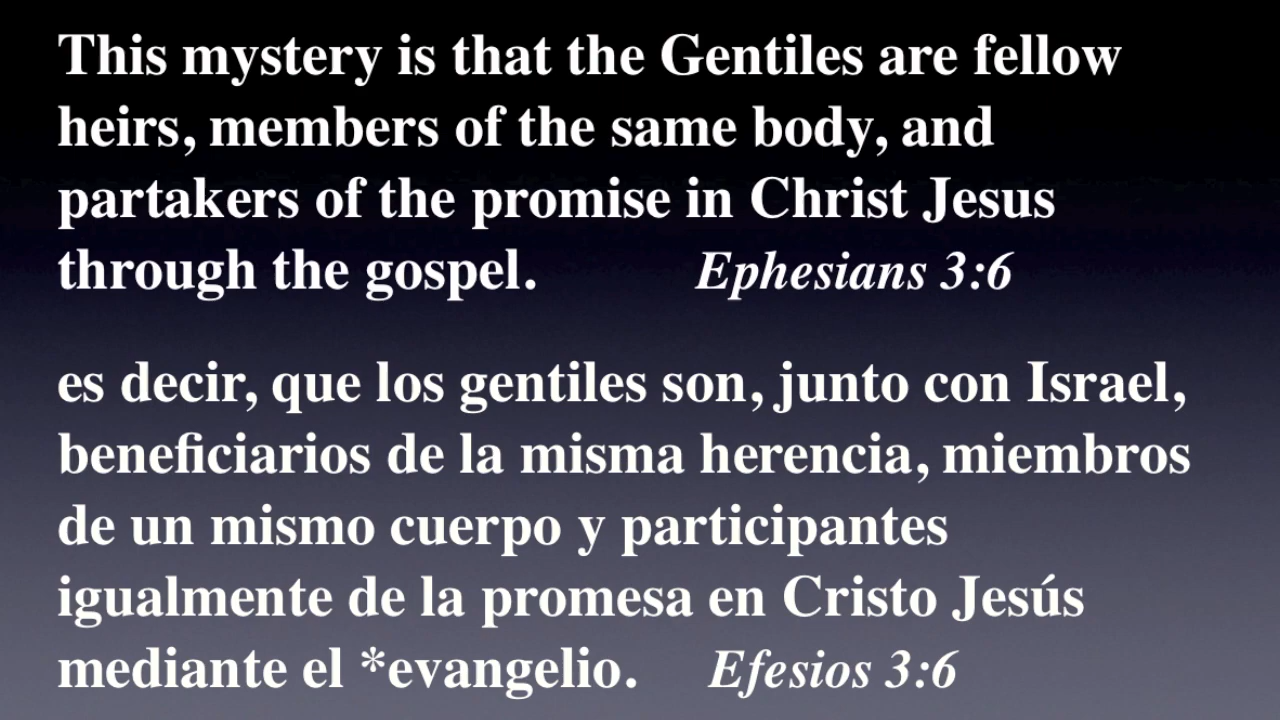 This mystery is that the Gentiles are fellow
heirs, members of the same body, and
partakers of the promise in Christ Jesus
through the gospel. Ephesians 3:6
es decir, que los gentiles son, junto con Israel,
beneficiarios de la misma herencia, miembros
de un mismo cuerpo y participantes
igualmente de la promesa en Cristo Jesús
mediante el *evangelio. Efesios 3:6